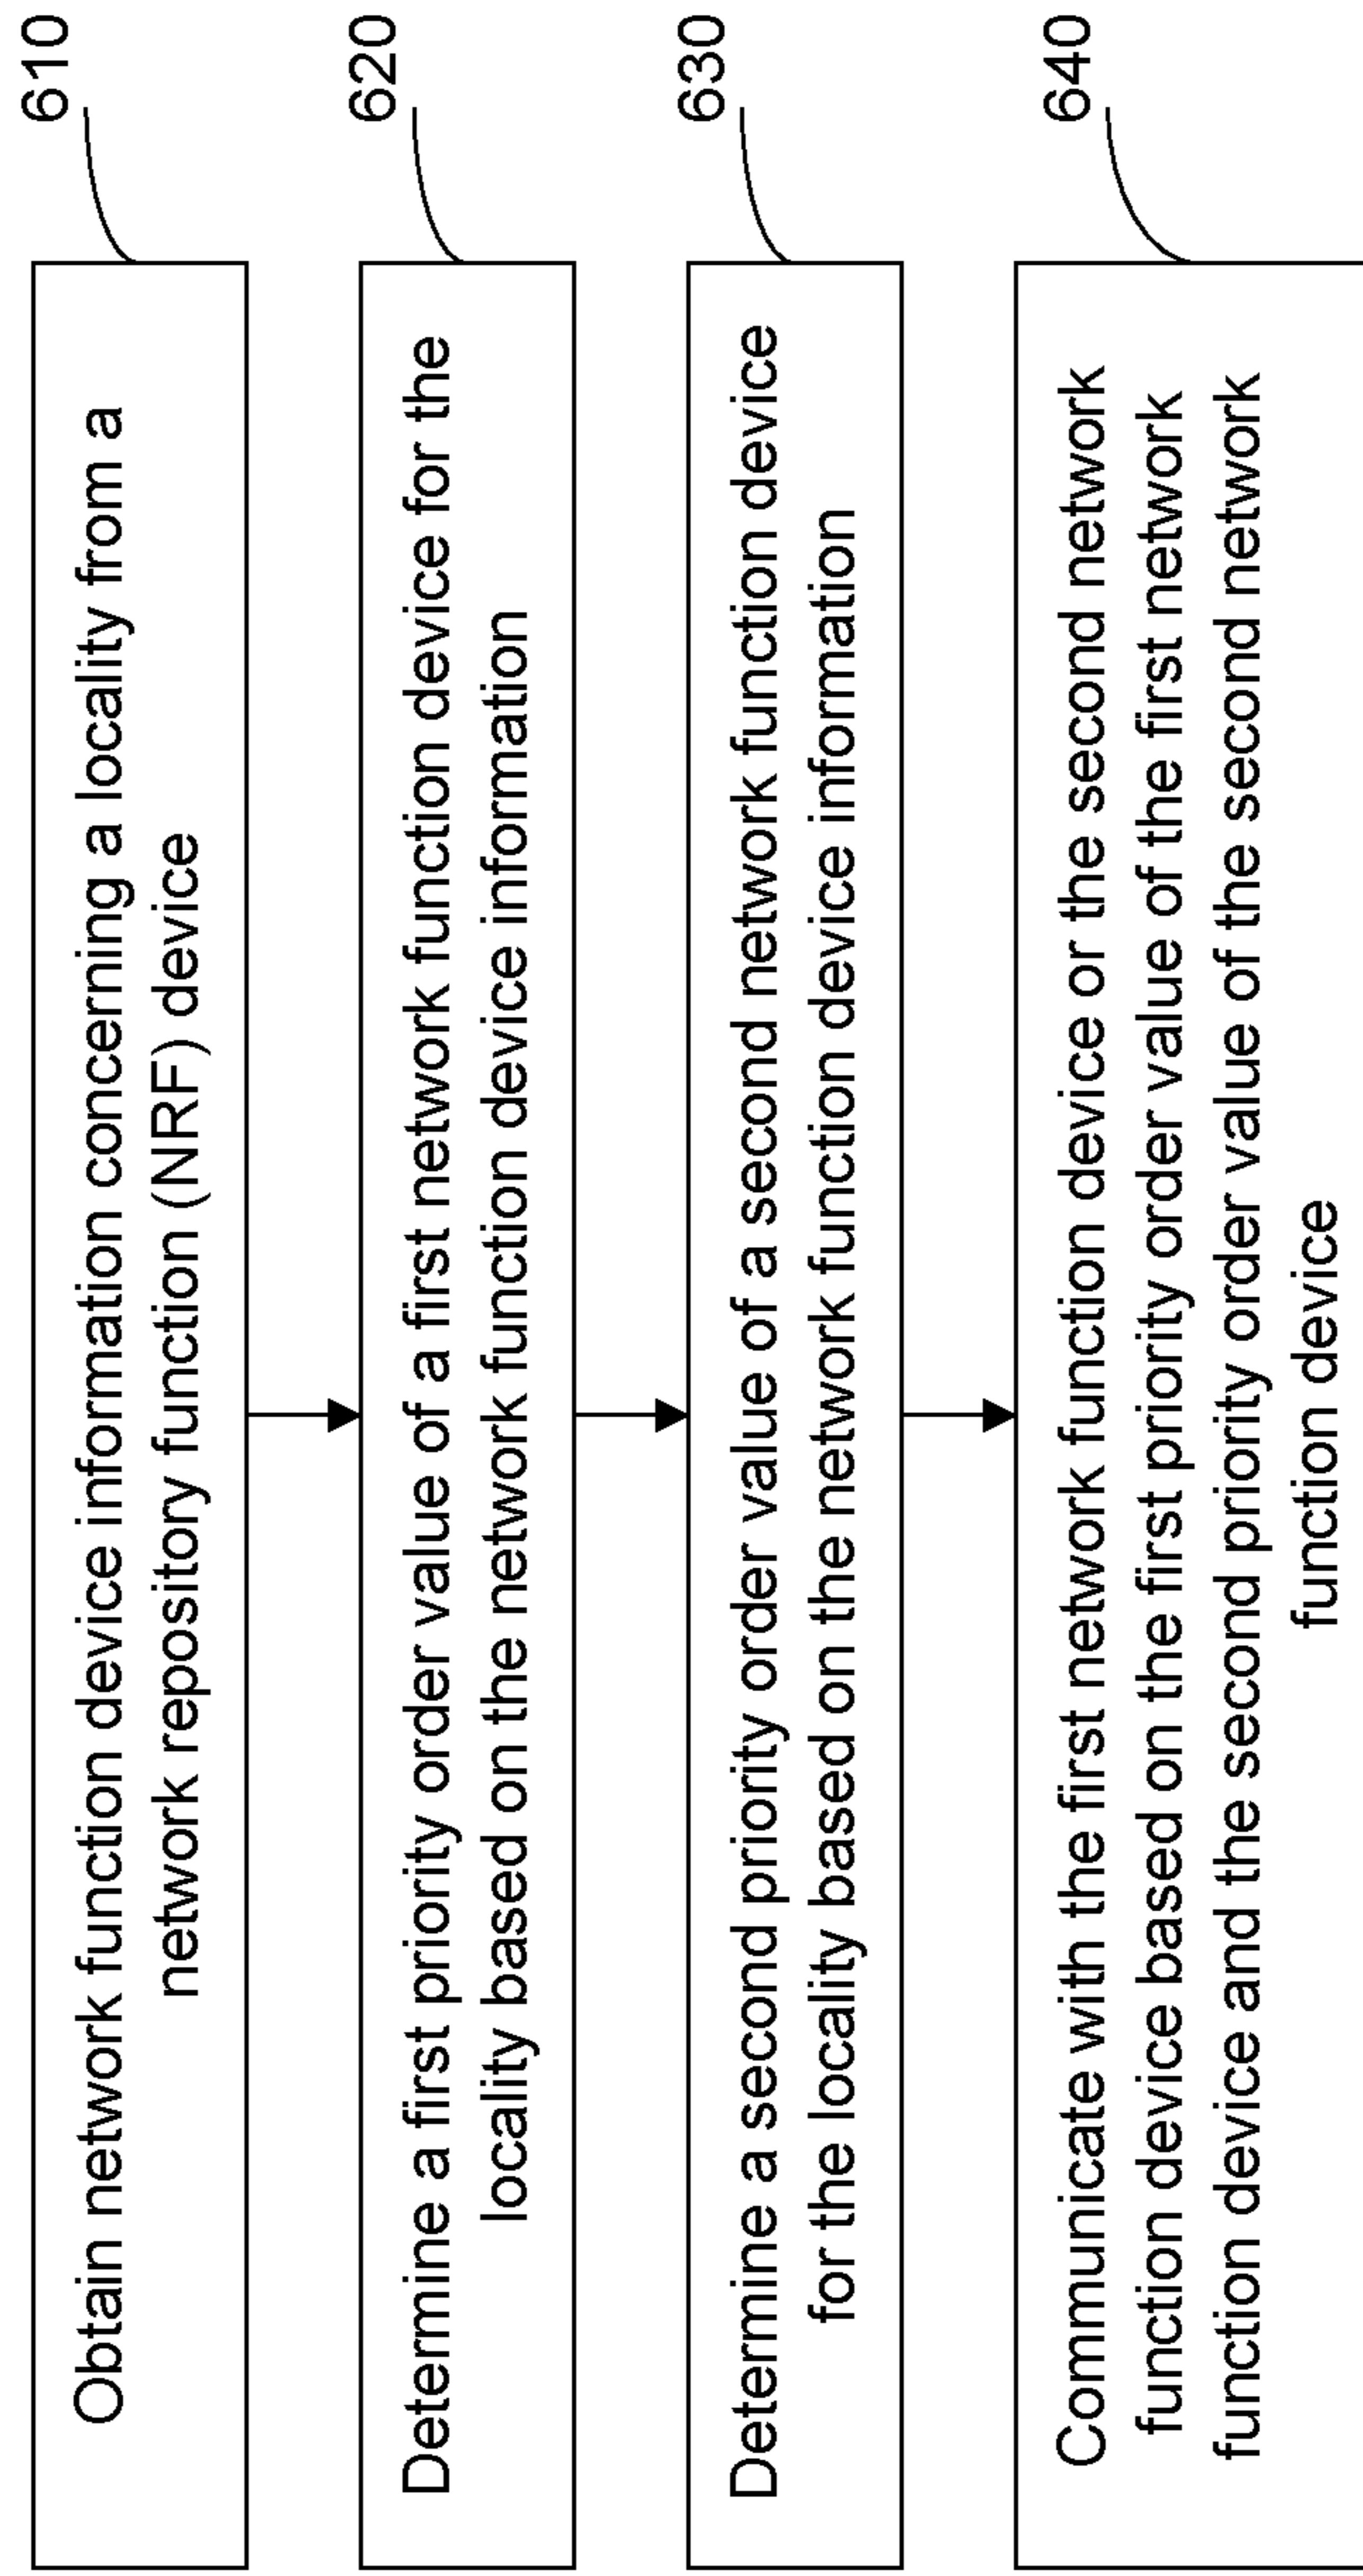 610
Obtain network function device information concerning a locality from a
network repository function (NRF) device
620
Determine a first priority order value of a first network function device for the
locality based on the network function device information
630
Determine a second priority order value of a second network function device
for the locality based on the network function device information
640
Communicate with the first network function device or the second network
function device based on the first priority order value of the first network
function device and the second priority order value of the second network
function device